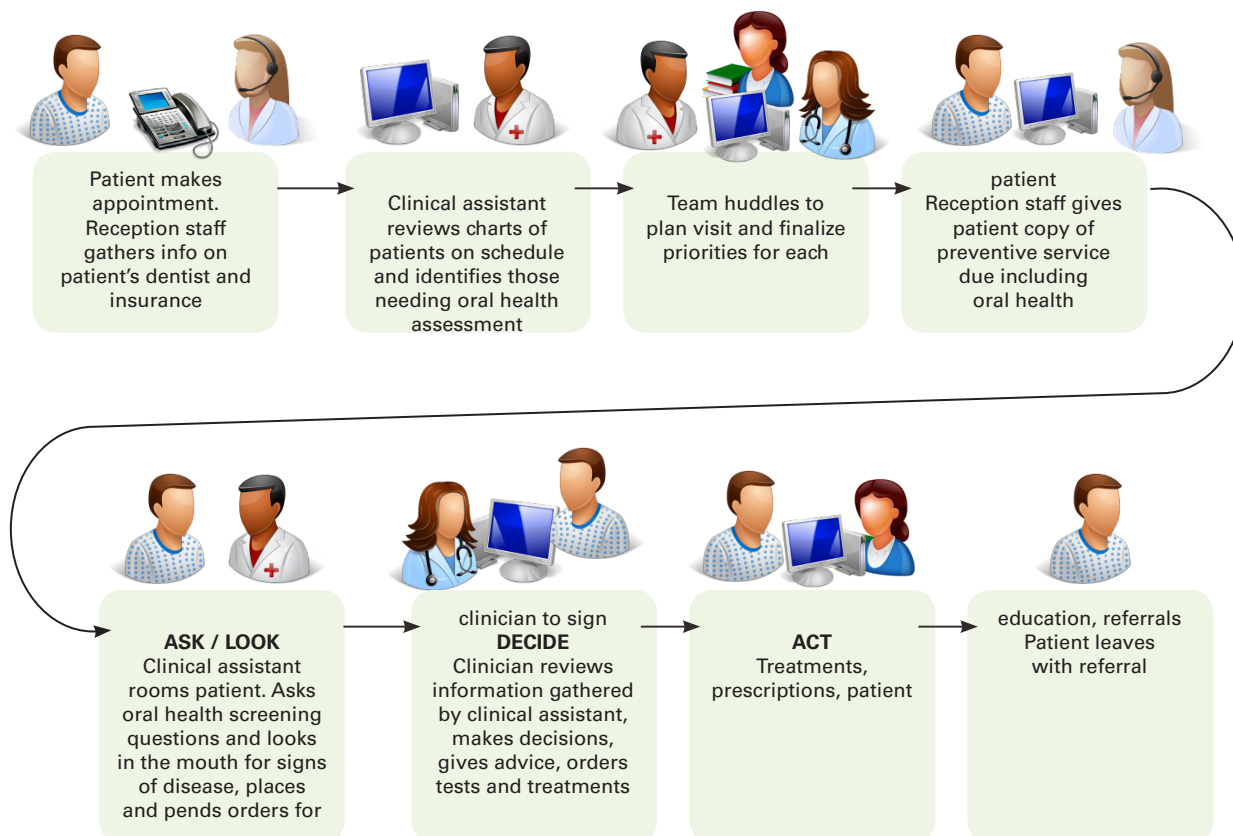 Patient makes
appointment.
Reception staff
gathers info on
patient’s dentist and
insurance
Clinical assistant
reviews charts of
patients on schedule
and identifies those
needing oral health
assessment
Team huddles to
plan visit and finalize
priorities for each
patient
Reception staff gives
patient copy of
preventive service
due including
oral health
ASK / LOOK
Clinical assistant
rooms patient. Asks
oral health screening
questions and looks
in the mouth for signs
of disease, places
and pends orders for
clinician to sign
DECIDE
Clinician reviews
information gathered
by clinical assistant,
makes decisions,
gives advice, orders
tests and treatments
ACT
Treatments,
prescriptions, patient
education, referrals
Patient leaves
with referral